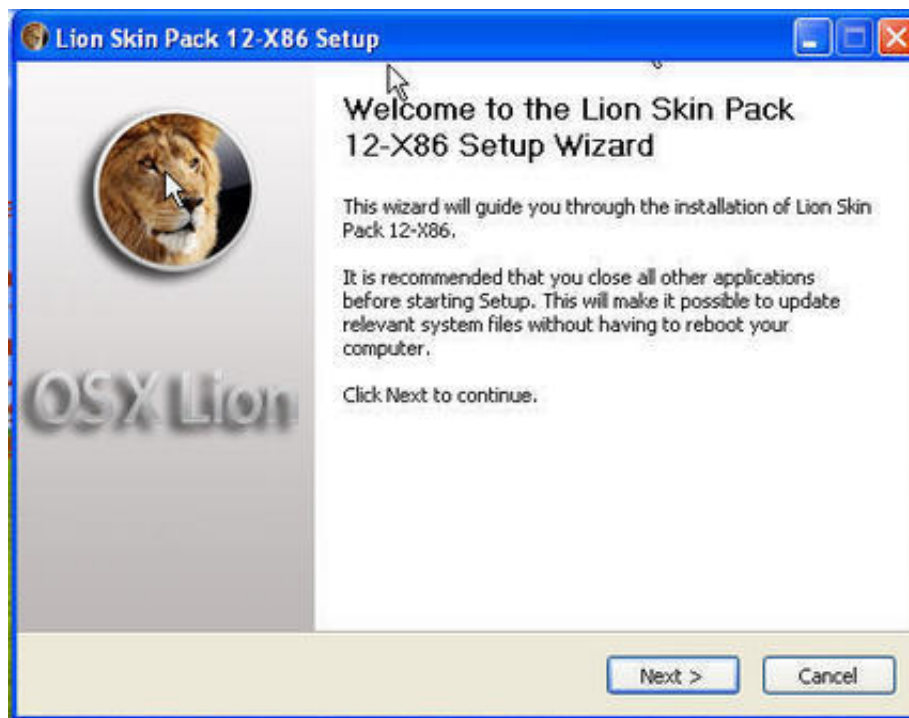 Lion Skin Pack 12-X86 Setup
Welcome to the Lion Skin Pack
12-X86 Setup Wizard
This wizard will guide you through the installation of Lion Skin
Pack 12-X86.
It is recommended that you close all other applications
before starting Setup. This will make it possible to update
relevant system files without having to reboot your
computer.
Click Next to continue.
OSX Lion
Next >
Cancel